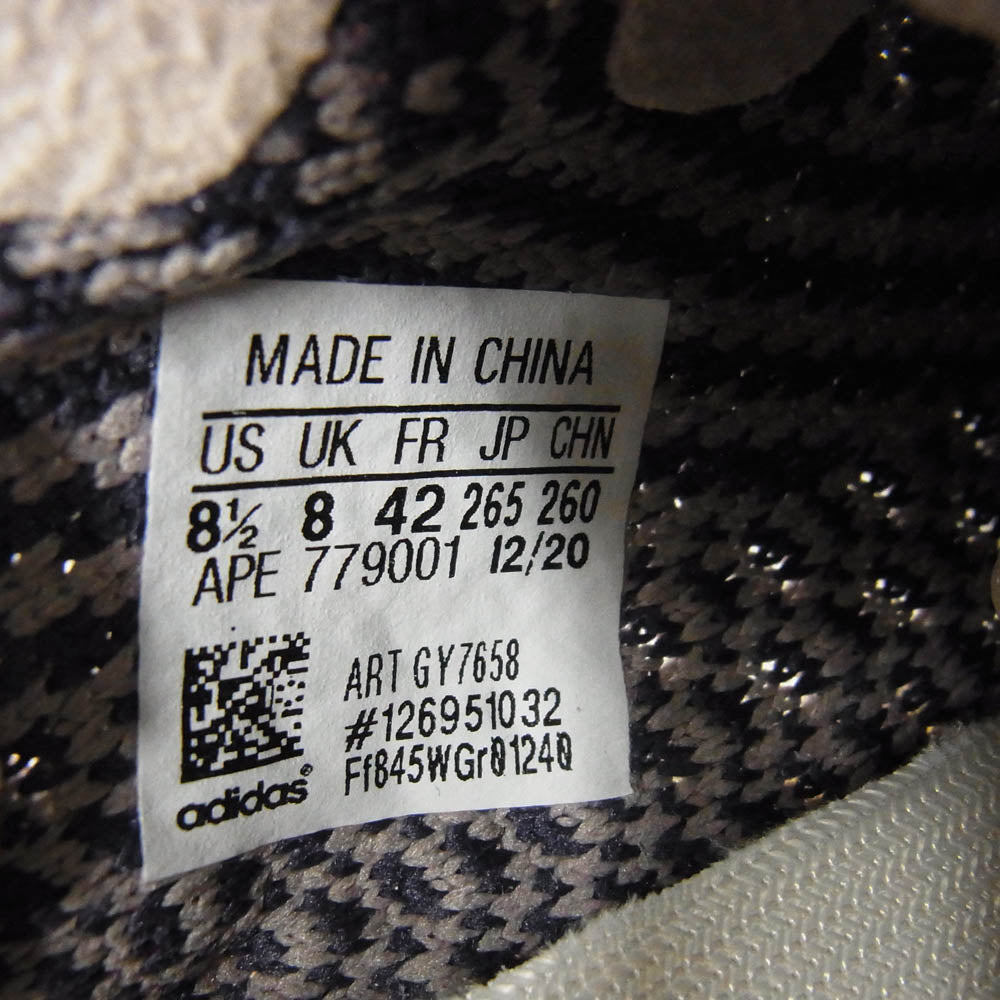 MADE IN CHINA
US UK FR JP CHN
8½ 8 42 265 260
APE 779001 12/20
ART GY7658
#126951032
Ff845WGr01240
adidas®